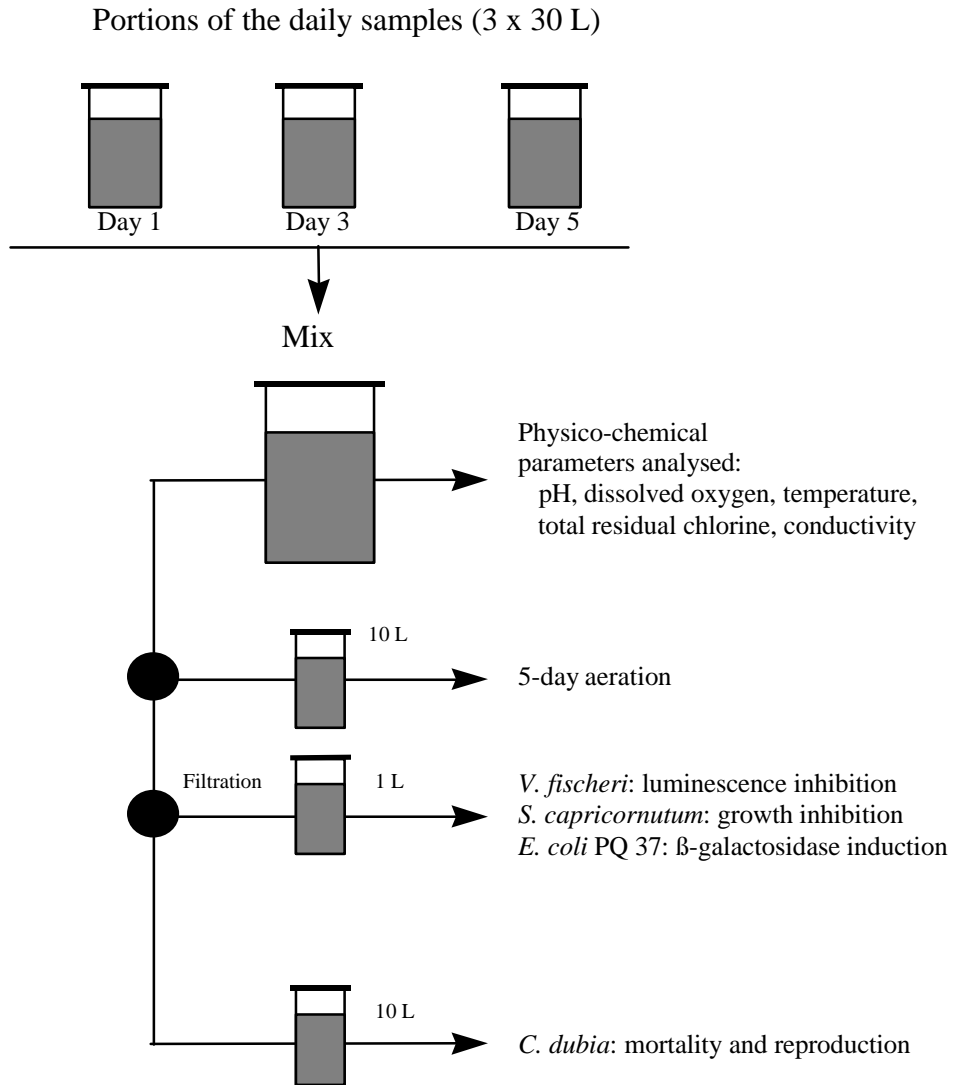 Portions of the daily samples (3 x 30 L)
Day 1
Day 3
Day 5
Mix
Physico-chemical
parameters analysed:
pH, dissolved oxygen, temperature,
total residual chlorine, conductivity
10 L
5-day aeration
Filtration
1 L
V. fischeri: luminescence inhibition
S. capricornutum: growth inhibition
E. coli PQ 37: ß-galactosidase induction
10 L
C. dubia: mortality and reproduction